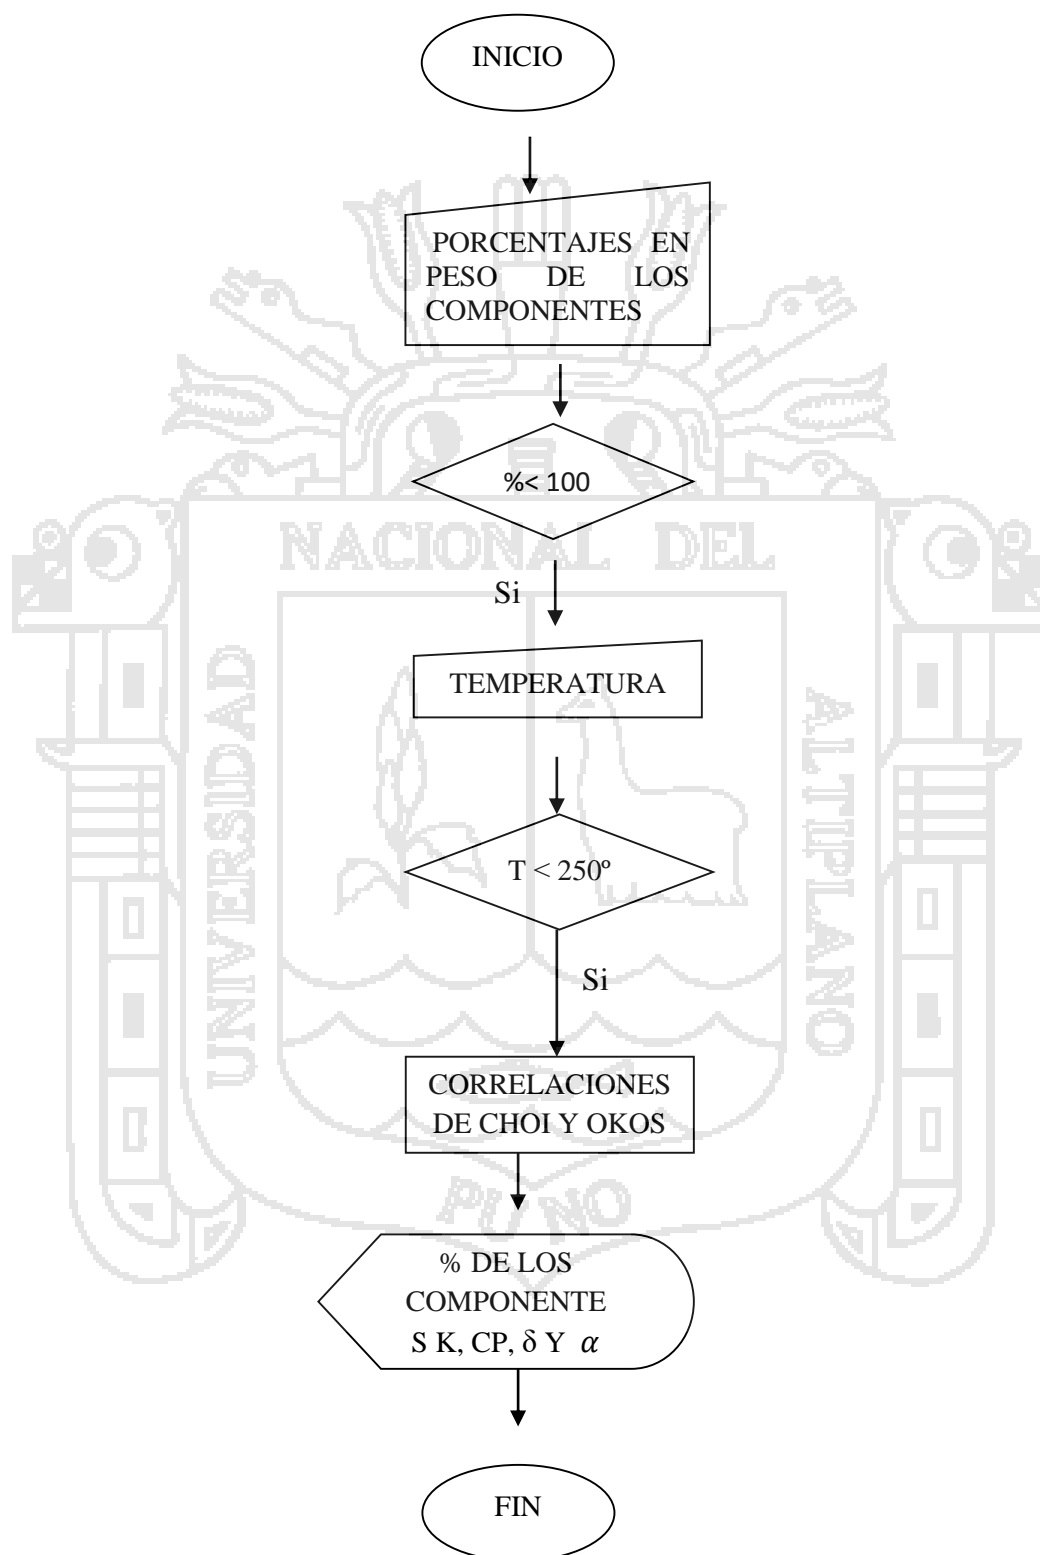 INICIO
PORCENTAJES EN
PESO DE LOS
COMPONENTES
%< 100
NACIONAL DEL
Si
TEMPERATURA
UNIVERSIDAD
ALTIPLANO
T < 250º
Si
CORRELACIONES
DE CHOI Y OKOS
PUNO
% DE LOS
COMPONENTE
S K, CP, δ Y α
FIN